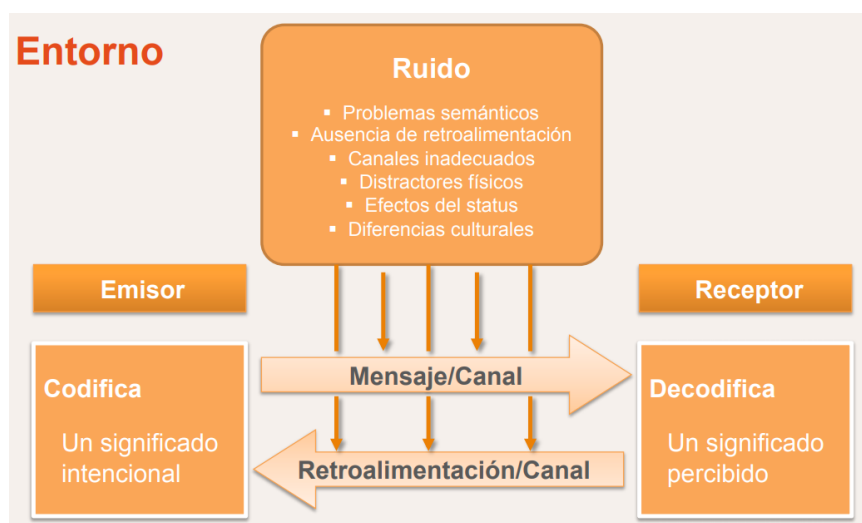 Entorno
Ruido
▪ Problemas semánticos
▪ Ausencia de retroalimentación
▪ Canales inadecuados
▪ Distractores físicos
▪ Efectos del status
▪ Diferencias culturales
Emisor
Receptor
Codifica
Un significado
intencional
Mensaje/Canal
Retroalimentación/Canal
Decodifica
Un significado
percibido